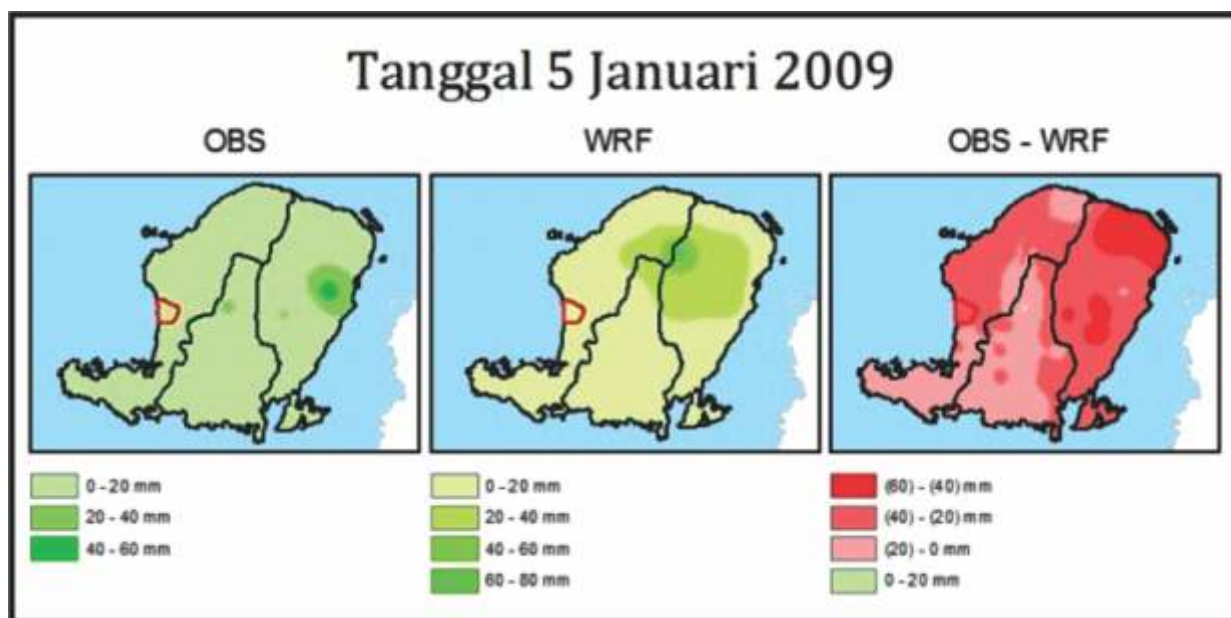 Tanggal 5 Januari 2009
OBS
WRF
OBS - WRF
0 - 20 mm
20 - 40 mm
40 - 60 mm
0 - 20 mm
20 - 40 mm
40 - 60 mm
60 - 80 mm
(60) - (40) mm
(40) - (20) mm
(20) - 0 mm
0 - 20 mm